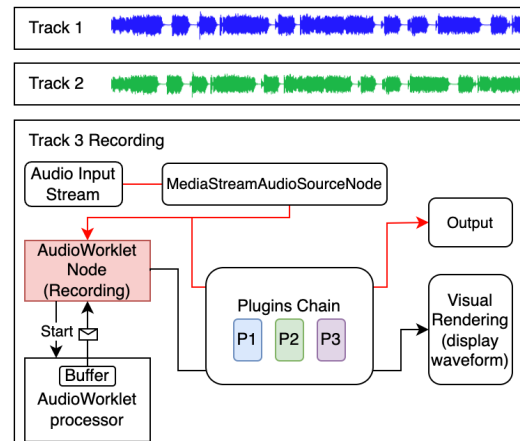 Track 1
Track 2
Track 3 Recording
Audio Input
Stream
MediaStreamAudioSourceNode
Output
AudioWorklet
Node
(Recording)
Plugins Chain
P1 P2 P3
Visual
Rendering
(display
waveform)
Start
Buffer
AudioWorklet
processor